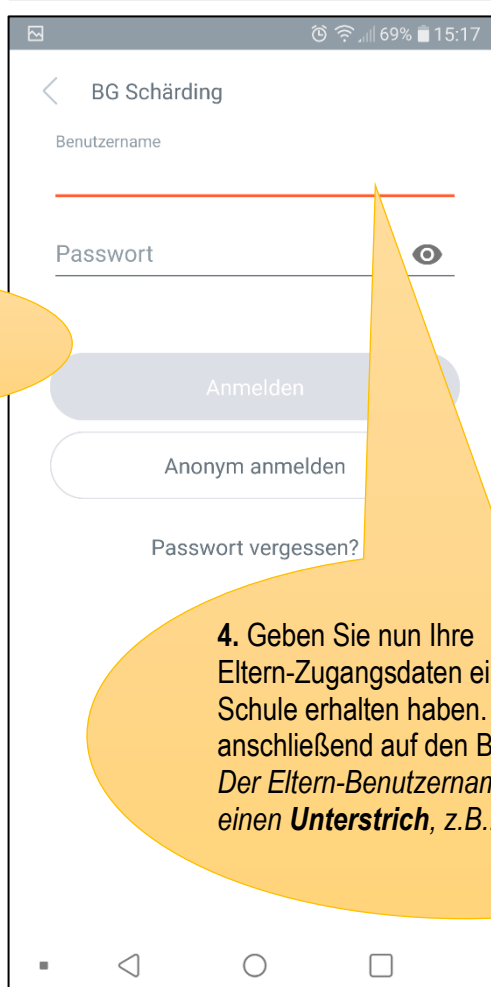 69% 15:17
BG Schärding
Benutzername
Passwort
Anmelden
Anonym anmelden
Passwort vergessen?
4. Geben Sie nun Ihre
Eltern-Zugangsdaten ei
Schule erhalten haben.
anschließend auf den B
Der Eltern-Benutzernam
einen Unterstrich, z.B.